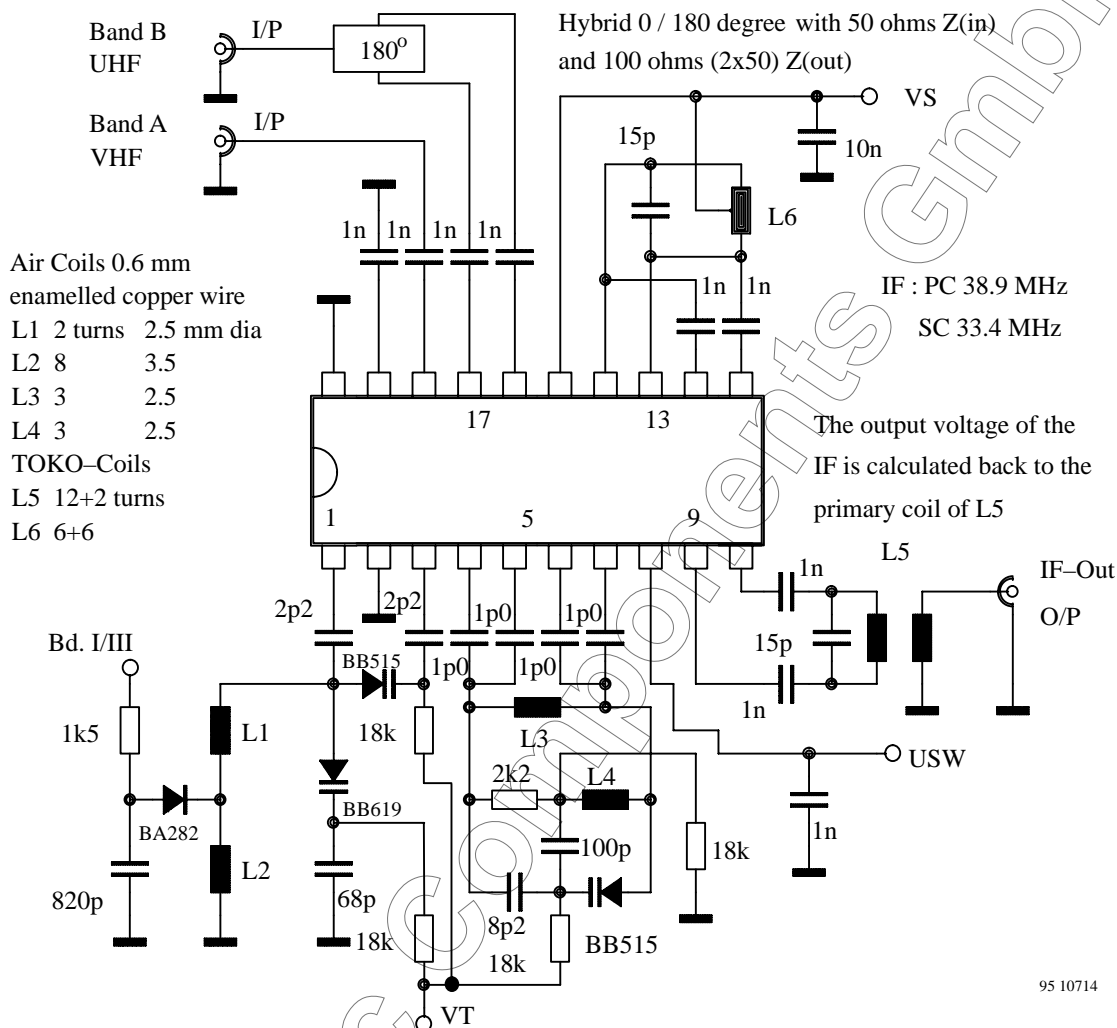 Band B
UHF
I/P
180°
Hybrid 0 / 180 degree with 50 ohms Z(in)
and 100 ohms (2x50) Z(out)
VS
Band A
VHF
I/P
15p
10n
L6
1n
1n
1n
1n
1n
1n
IF : PC 38.9 MHz
SC 33.4 MHz
Air Coils 0.6 mm
enamelled copper wire
L1 2 turns 2.5 mm dia
L2 8 3.5
L3 3 2.5
L4 3 2.5
TOKO–Coils
L5 12+2 turns
L6 6+6
17
13
1
5
9
The output voltage of the
IF is calculated back to the
primary coil of L5
L5
IF–Out
O/P
1n
15p
1n
2p2
2p2
1p0
1p0
1p0
1p0
Bd. I/III
BB515
1k5
L1
18k
L3
2k2
L4
USW
BA282
BB619
100p
18k
1n
820p
L2
68p
8p2
18k
18k
BB515
VT
95 10714
Components GmbH